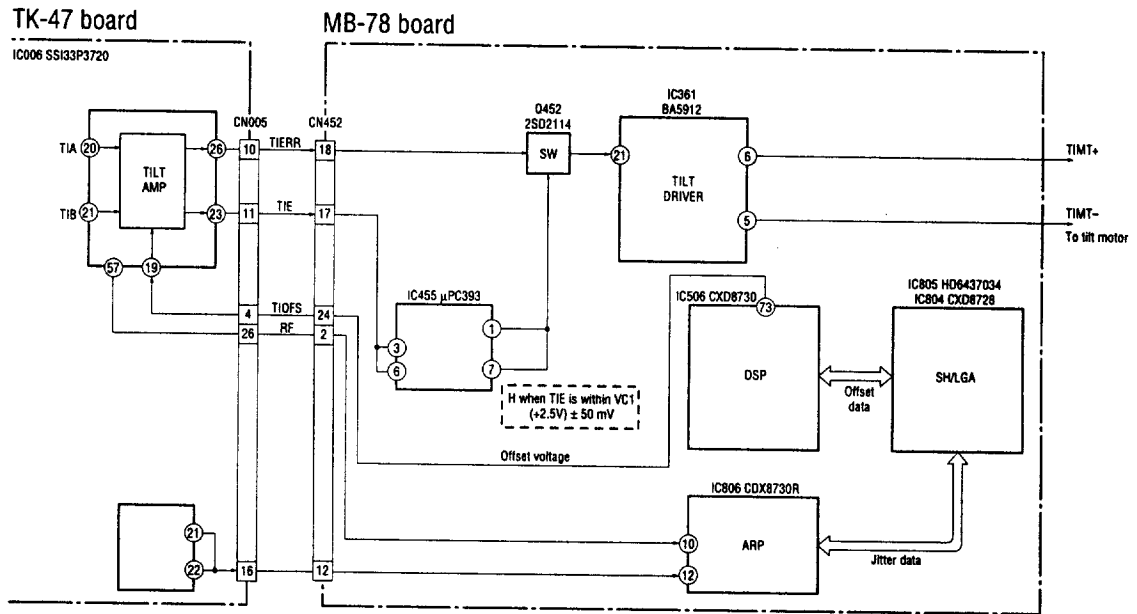 TK-47 board
MB-78 board
IC006 SSI33P3720
CN005
CN452
Q452
2SD2114
IC361
BA5912
TIA
20
TILT
AMP
26
10
TIERR
18
SW
21
TILT
DRIVER
6
TIMT+
TIB
21
23
11
TIE
17
5
TIMT–
To tilt motor
57
19
4
TIOFS
24
26
RF
2
IC455 µPC393
3
6
1
7
H when TIE is within VC1
(+2.5V) ± 50 mV
IC506 CXD8730
73
DSP
IC805 HD6437034
IC804 CXD8728
SH/LGA
Offset
data
Offset voltage
IC806 CDX8730R
10
12
ARP
Jitter data
21
22
16
12